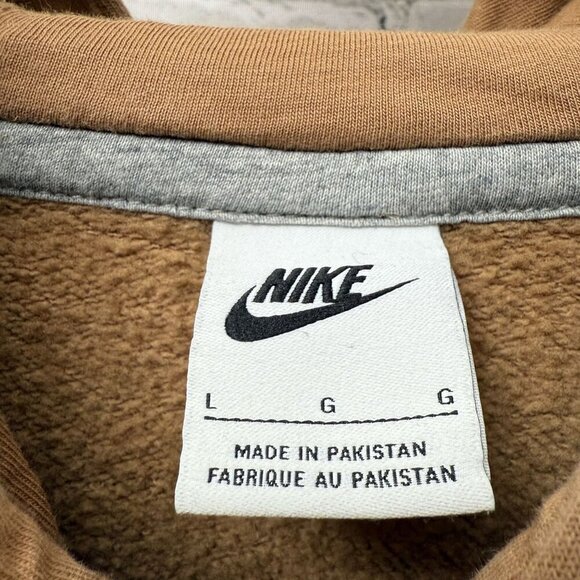 NIKE
L G G
MADE IN PAKISTAN
FABRIQUE AU PAKISTAN